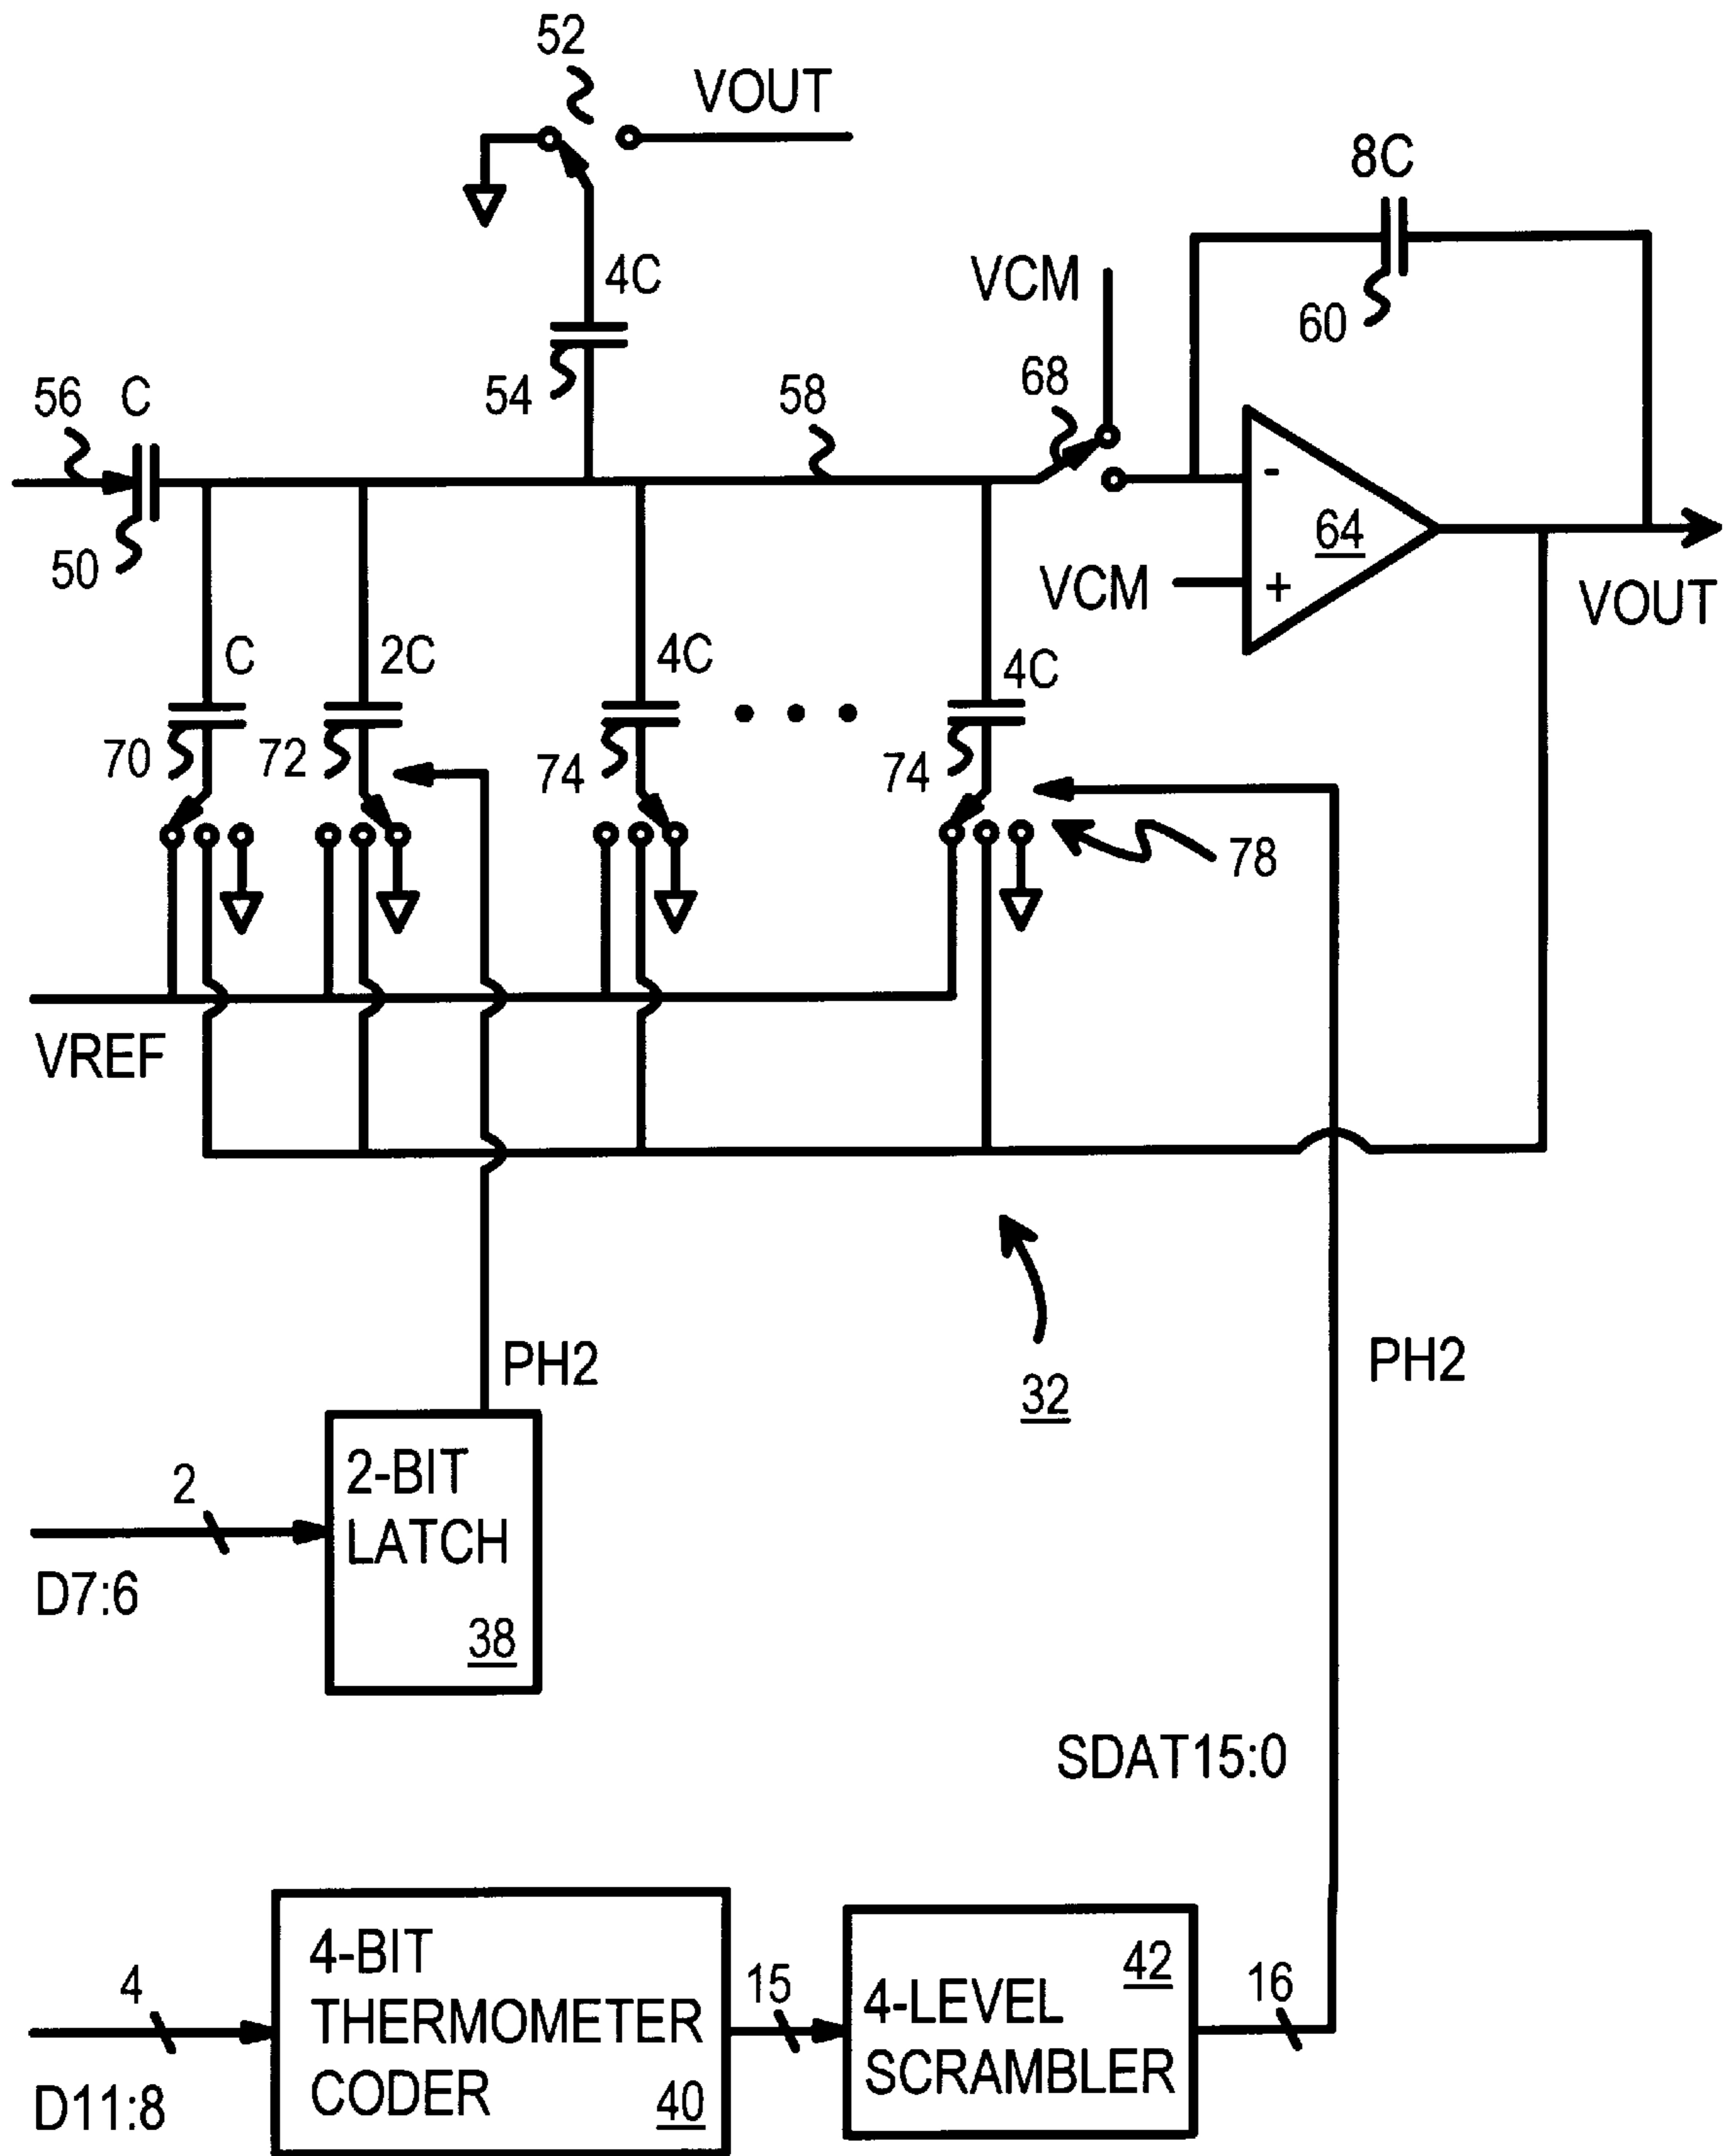 52
VOUT
8C
VCM
4C
60
56
C
54
58
68
50
64
-
VCM
+
VOUT
C
2C
4C
4C
70
72
74
74
78
VREF
PH2
PH2
32
2
2-BIT
LATCH
D7:6
38
SDAT15:0
4
4-BIT
THERMOMETER
CODER
40
15
42
4-LEVEL
SCRAMBLER
16
D11:8